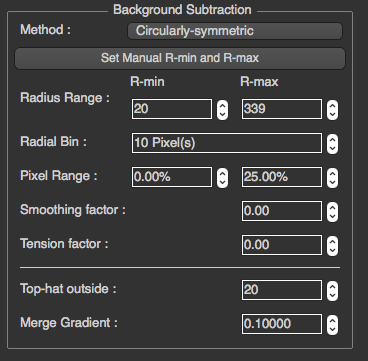 Background Subtraction
Method : Circularly-symmetric
Set Manual R-min and R-max
R-min R-max
Radius Range : 20 339
Radial Bin : 10 Pixel(s)
Pixel Range : 0.00% 25.00%
Smoothing factor : 0.00
Tension factor : 0.00
Top-hat outside : 20
Merge Gradient : 0.10000